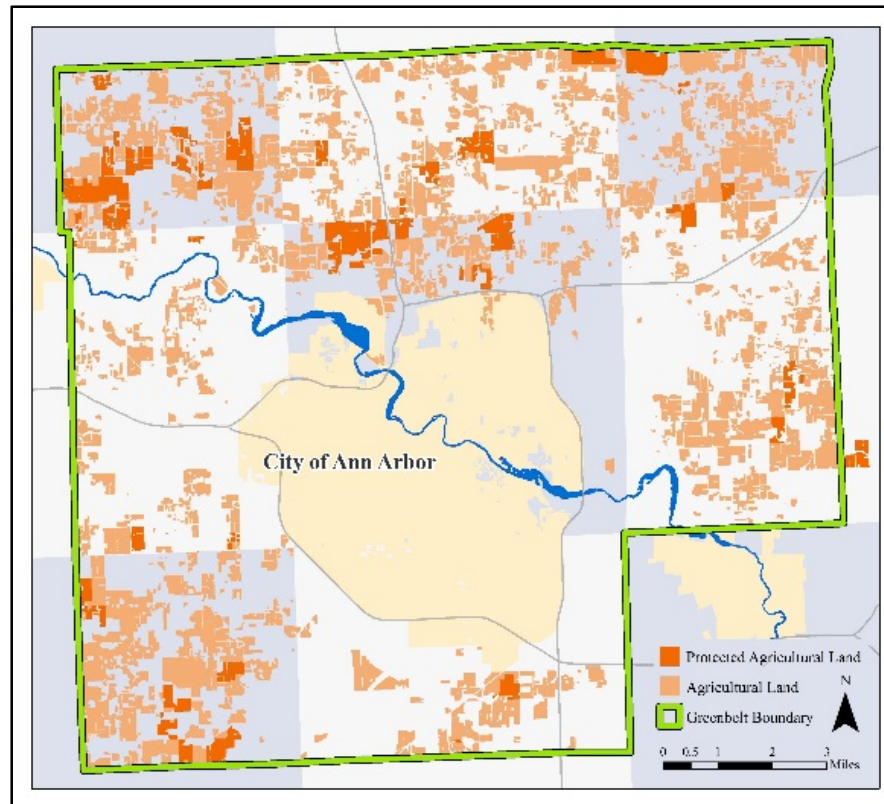 City of Ann Arbor
Protected Agricultural Land
Agricultural Land
Greenbelt Boundary
N
0 0.5 1 2 3
Miles